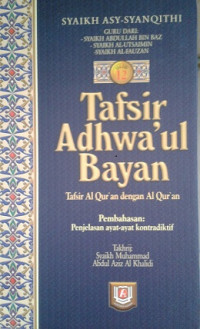 SYAIKH ASY-SYANQITHI
GURU DARI:
-SYAIKH ABDULLAH BIN BAZ
-SYAIKH AL-UTSAIMIN
-SYAIKH AL-FAUZAN
Tafsir
Adhwa'ul
Bayan
Tafsir Al Qur'an dengan Al Qur'an
Pembahasan:
Penjelasan ayat-ayat kontradiktif
Takhrij:
Syaikh Muhammad
Abdul Aziz Al Khalidi